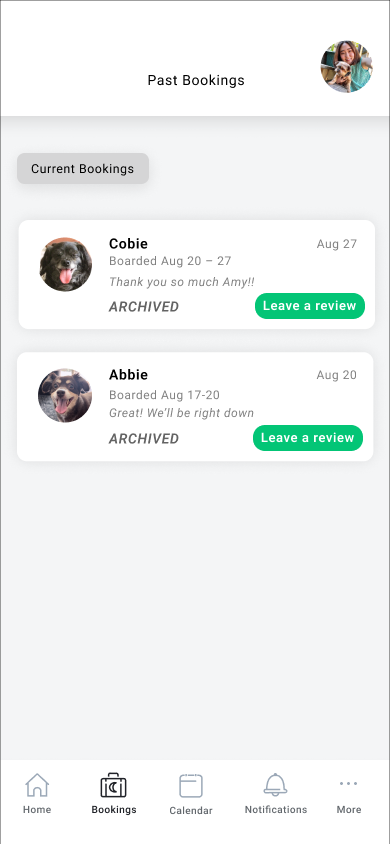 Past Bookings
Current Bookings
Cobie
Aug 27
Boarded Aug 20 – 27
Thank you so much Amy!!
ARCHIVED
Leave a review
Abbie
Aug 20
Boarded Aug 17-20
Great! We'll be right down
ARCHIVED
Leave a review
Home
Bookings
Calendar
Notifications
More